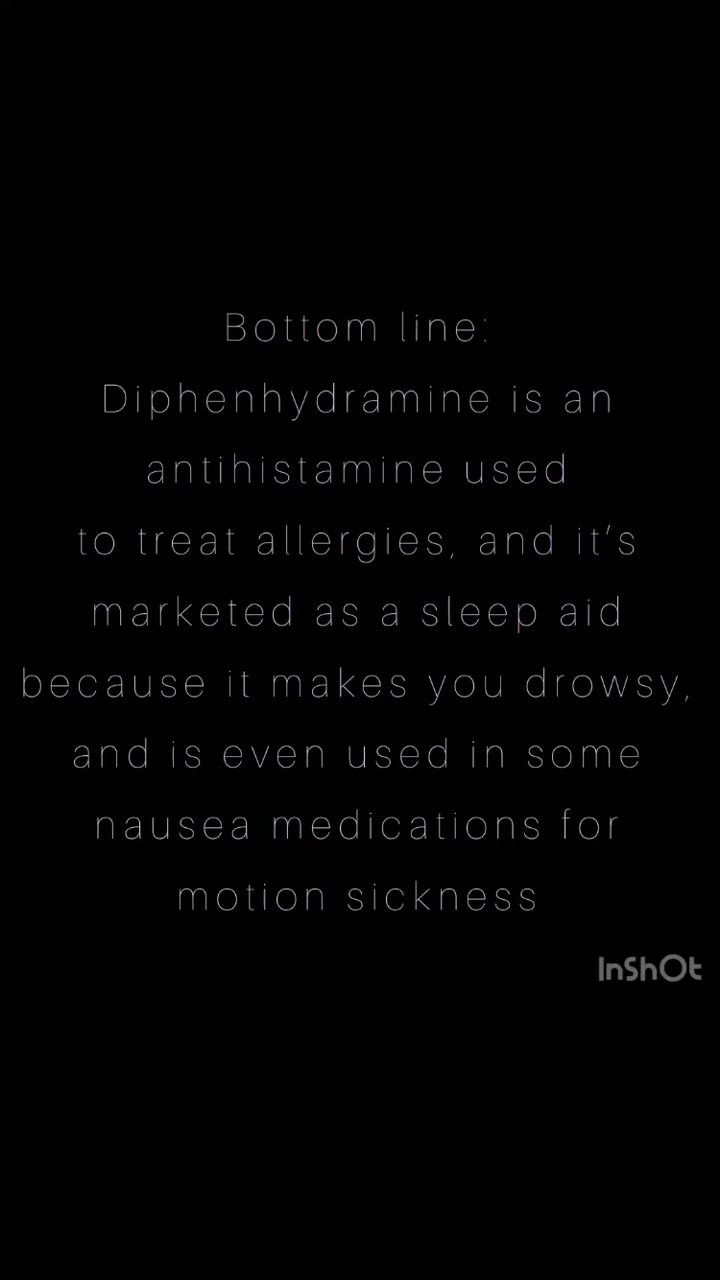 Bottom line:
Diphenhydramine is an
antihistamine used
to treat allergies, and it's
marketed as a sleep aid
because it makes you drowsy,
and is even used in some
nausea medications for
motion sickness
InShOt